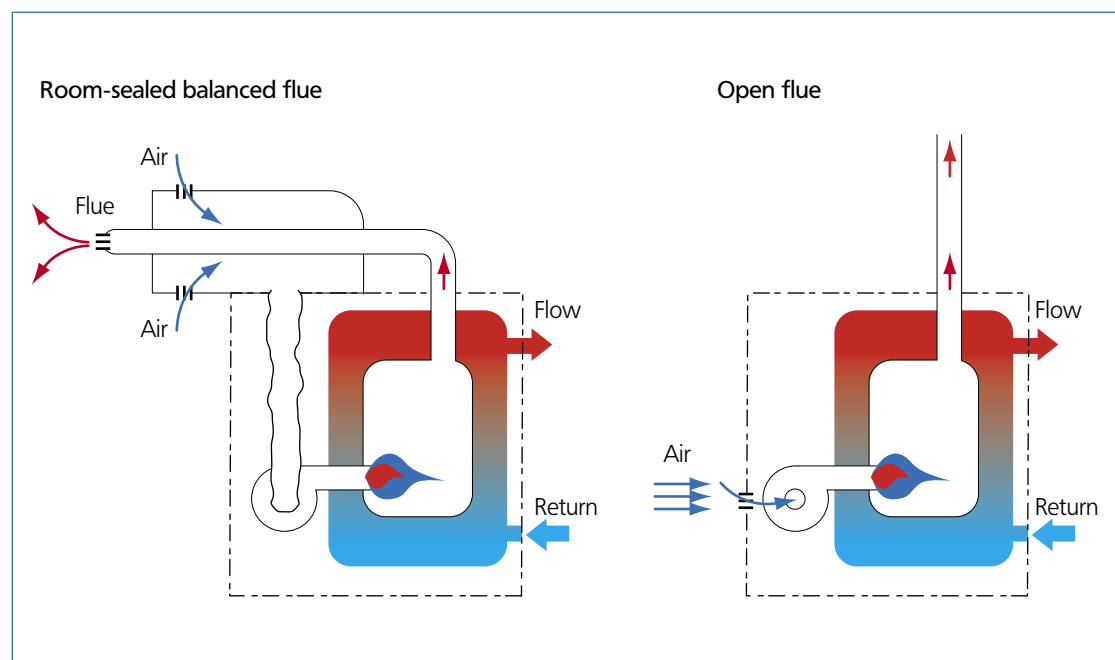 Room-sealed balanced flue
Air
Flue
Air
Flow
Return
Open flue
Flow
Air
Return